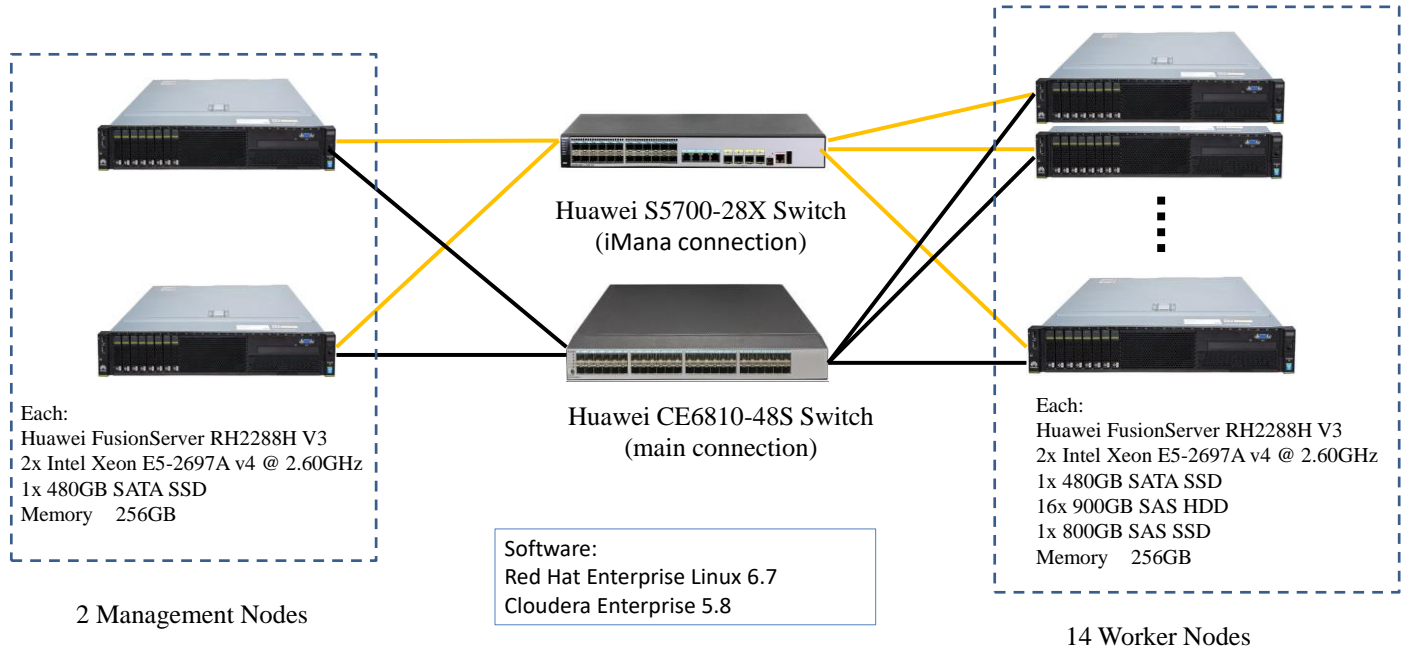 Huawei S5700-28X Switch
(iMana connection)
Huawei CE6810-48S Switch
(main connection)
Each:
Huawei FusionServer RH2288H V3
2x Intel Xeon E5-2697A v4 @ 2.60GHz
1x 480GB SATA SSD
Memory 256GB
2 Management Nodes
Software:
Red Hat Enterprise Linux 6.7
Cloudera Enterprise 5.8
Each:
Huawei FusionServer RH2288H V3
2x Intel Xeon E5-2697A v4 @ 2.60GHz
1x 480GB SATA SSD
16x 900GB SAS HDD
1x 800GB SAS SSD
Memory 256GB
14 Worker Nodes